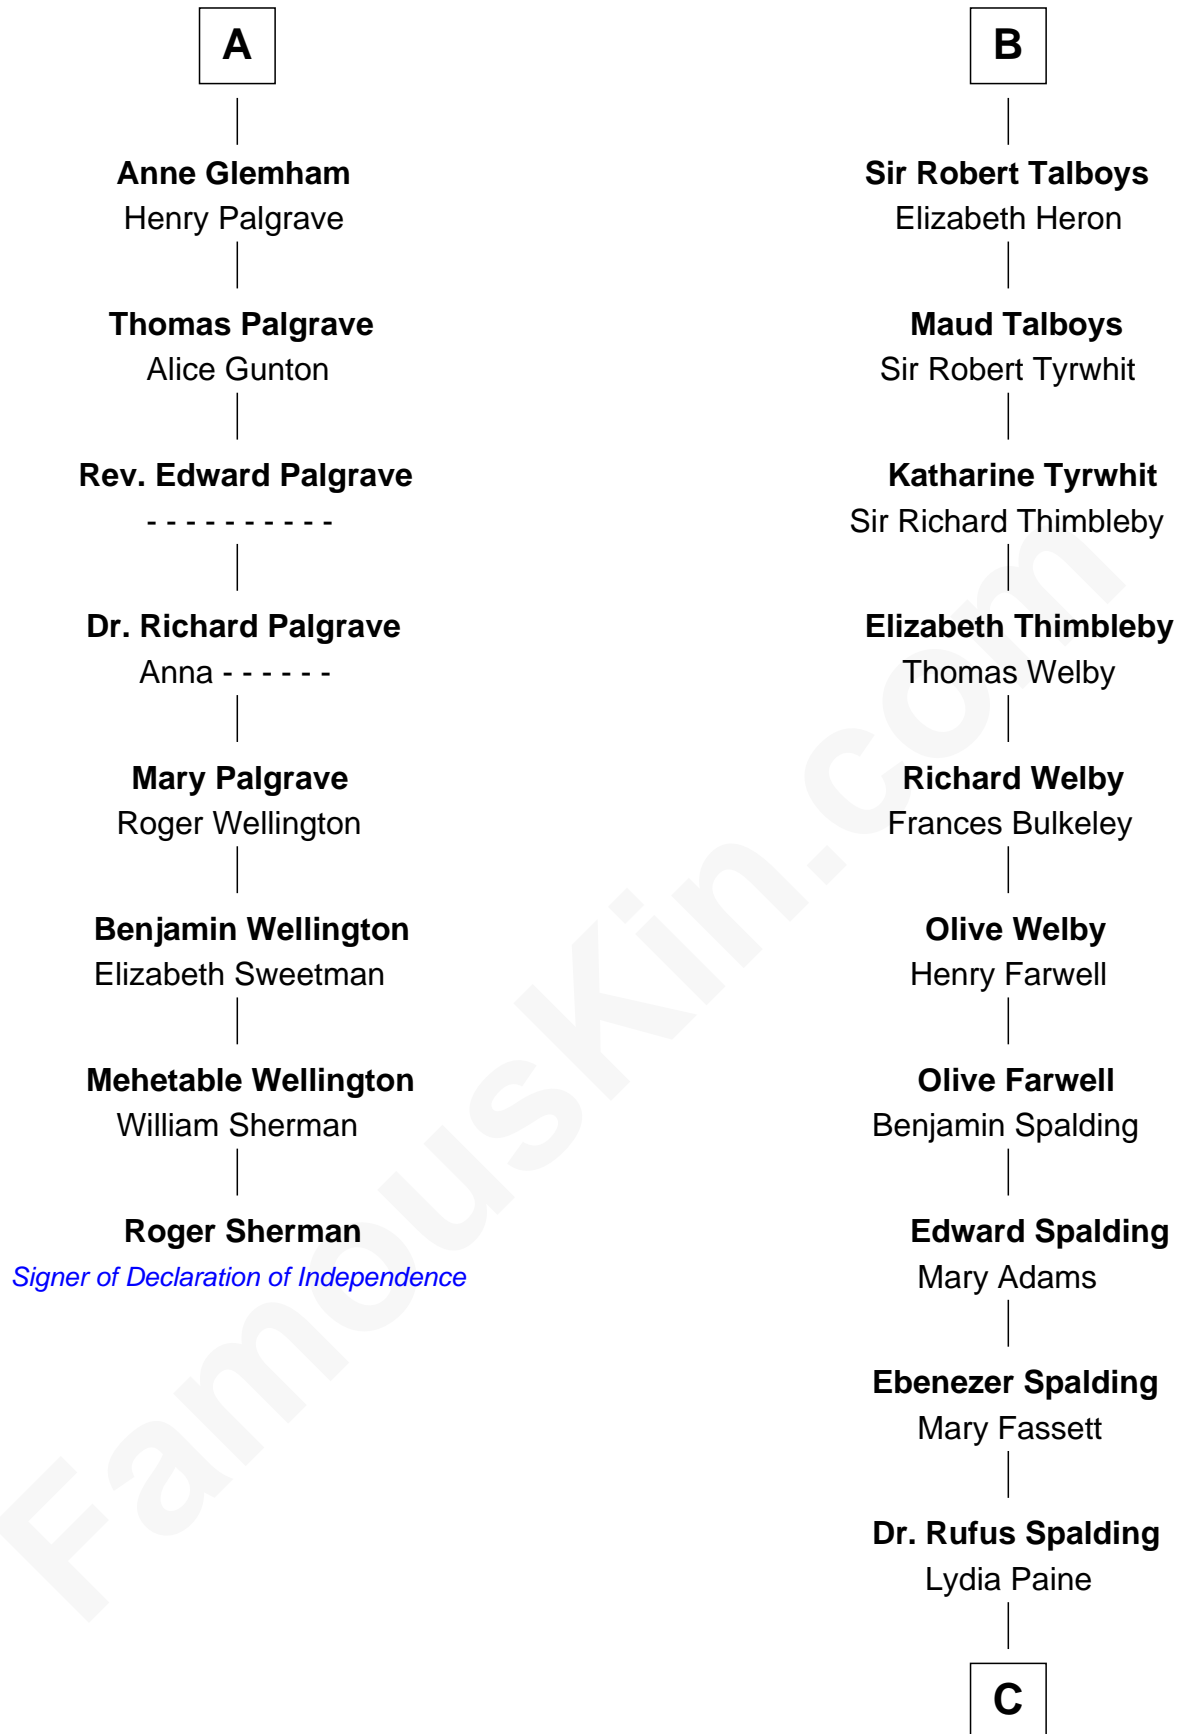 A
Anne Glemham
Henry Palgrave
Thomas Palgrave
Alice Gunton
Rev. Edward Palgrave
- - - - - - - - - -
Dr. Richard Palgrave
Anna - - - - - -
Mary Palgrave
Roger Wellington
Benjamin Wellington
Elizabeth Sweetman
Mehetable Wellington
William Sherman
Roger Sherman
Signer of Declaration of Independence
B
Sir Robert Talboys
Elizabeth Heron
Maud Talboys
Sir Robert Tyrwhit
Katharine Tyrwhit
Sir Richard Thimbleby
Elizabeth Thimbleby
Thomas Welby
Richard Welby
Frances Bulkeley
Olive Welby
Henry Farwell
Olive Farwell
Benjamin Spalding
Edward Spalding
Mary Adams
Ebenezer Spalding
Mary Fassett
Dr. Rufus Spalding
Lydia Paine
C
FamousKin.com